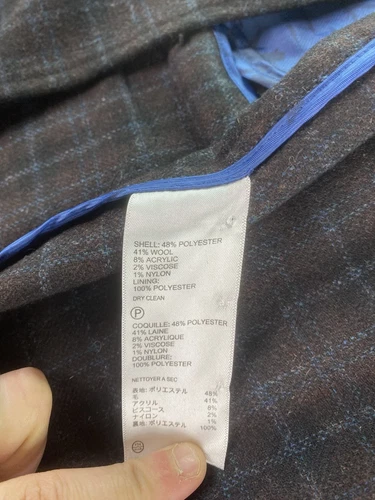 SHELL: 48% POLYESTER
41% WOOL
8% ACRYLIC
2% VISCOSE
1% NYLON
LINING:
100% POLYESTER
DRY CLEAN
P
COQUILLE: 48% POLYESTER
41% LAINE
8% ACRYLIQUE
2% VISCOSE
1% NYLON
DOUBLURE:
100% POLYESTER
NETTOYER À SEC
表地: ポリエステル 48%
毛 41%
アクリル 8%
ビスコース 2%
ナイロン 1%
裏地: ポリエステル 100%